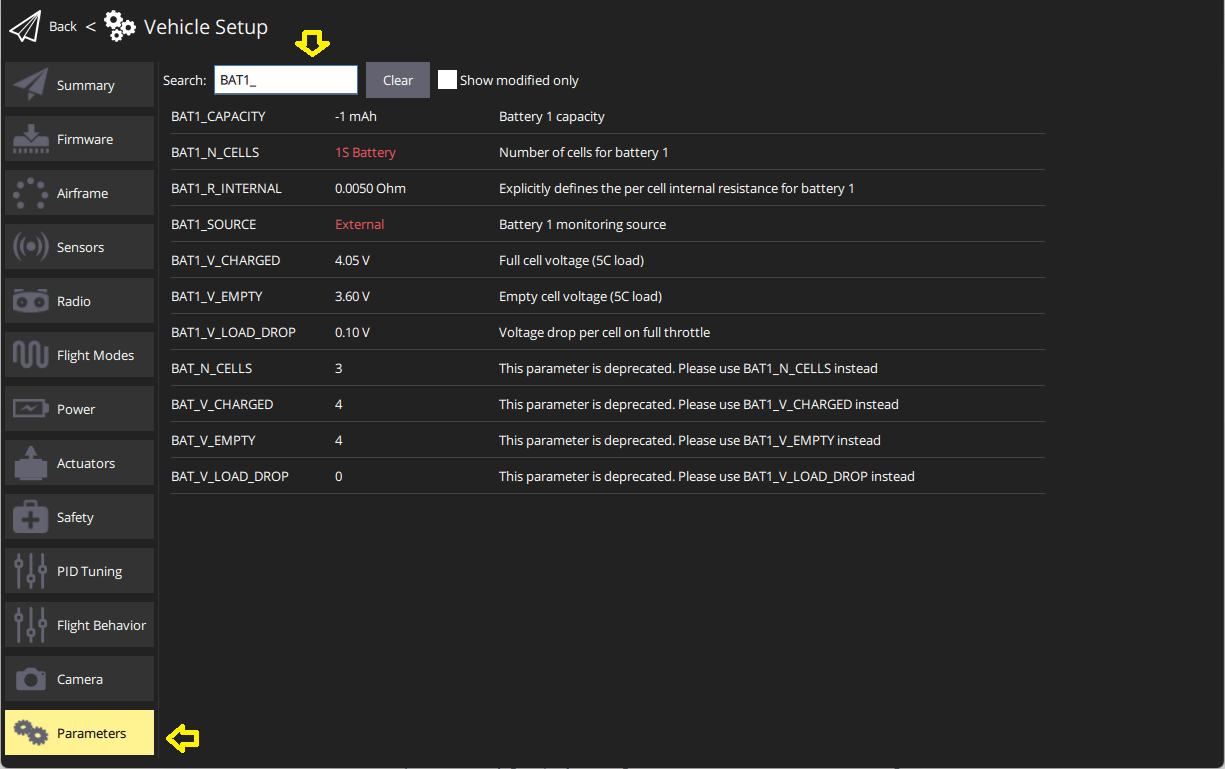 Back < Vehicle Setup
Search: BAT1_ Clear Show modified only
Summary
Firmware
Airframe
Sensors
Radio
Flight Modes
Power
Actuators
Safety
PID Tuning
Flight Behavior
Camera
Parameters
BAT1_CAPACITY -1 mAh Battery 1 capacity
BAT1_N_CELLS 1S Battery Number of cells for battery 1
BAT1_R_INTERNAL 0.0050 Ohm Explicitly defines the per cell internal resistance for battery 1
BAT1_SOURCE External Battery 1 monitoring source
BAT1_V_CHARGED 4.05 V Full cell voltage (5C load)
BAT1_V_EMPTY 3.60 V Empty cell voltage (5C load)
BAT1_V_LOAD_DROP 0.10 V Voltage drop per cell on full throttle
BAT_N_CELLS 3 This parameter is deprecated. Please use BAT1_N_CELLS instead
BAT_V_CHARGED 4 This parameter is deprecated. Please use BAT1_V_CHARGED instead
BAT_V_EMPTY 4 This parameter is deprecated. Please use BAT1_V_EMPTY instead
BAT_V_LOAD_DROP 0 This parameter is deprecated. Please use BAT1_V_LOAD_DROP instead